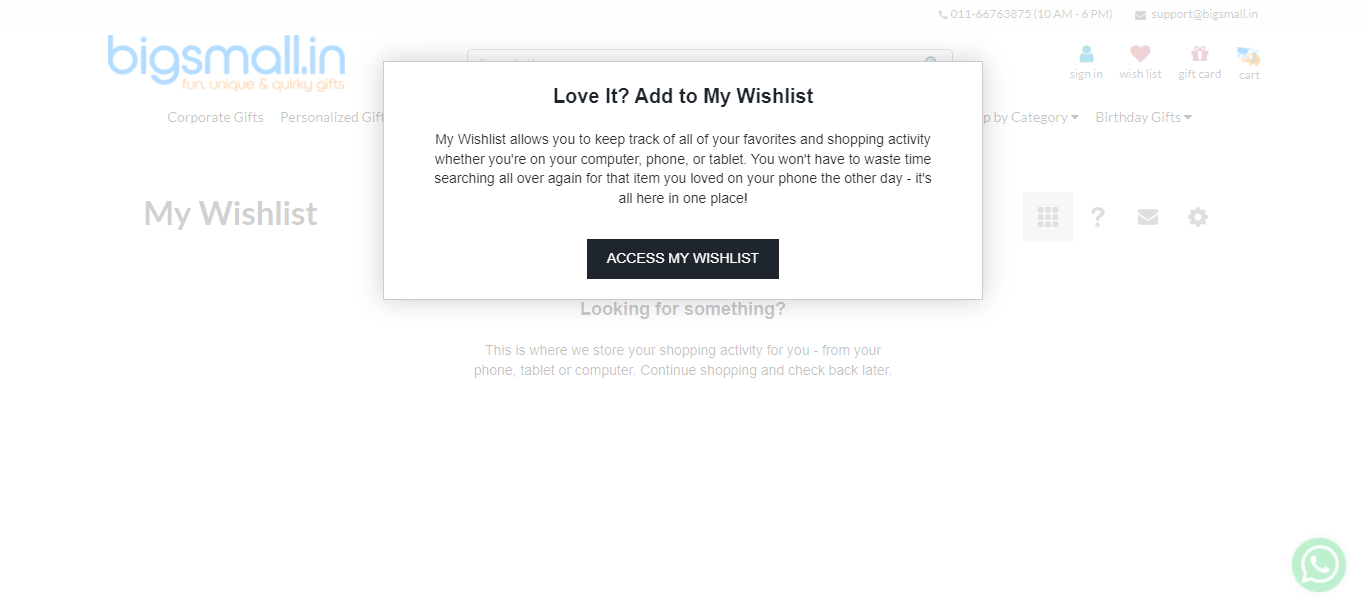 011-66763875 (10 AM - 6 PM) support@bigsmall.in
bigsmall.in
fun, unique & quirky gifts
sign in wish list gift card cart
Corporate Gifts Personalized Gift p by Category Birthday Gifts
Love It? Add to My Wishlist
My Wishlist allows you to keep track of all of your favorites and shopping activity
whether you're on your computer, phone, or tablet. You won't have to waste time
searching all over again for that item you loved on your phone the other day - it's
all here in one place!
ACCESS MY WISHLIST
My Wishlist
?
Looking for something?
This is where we store your shopping activity for you - from your
phone, tablet or computer. Continue shopping and check back later.